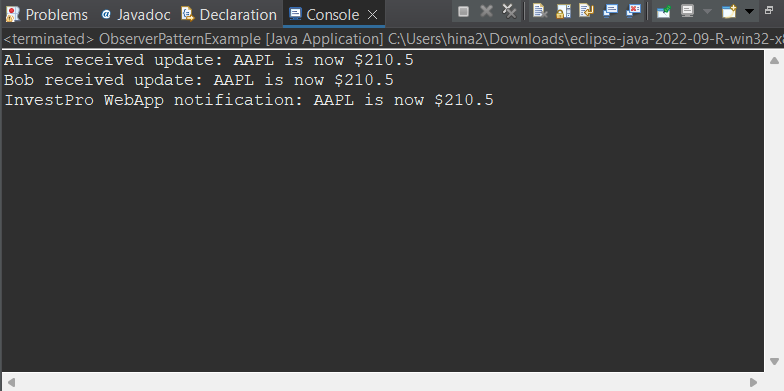 Problems Javadoc Declaration Console
<terminated> ObserverPatternExample [Java Application] C:\Users\hina2\Downloads\eclipse-java-2022-09-R-win32-x8
Alice received update: AAPL is now $210.5
Bob received update: AAPL is now $210.5
InvestPro WebApp notification: AAPL is now $210.5